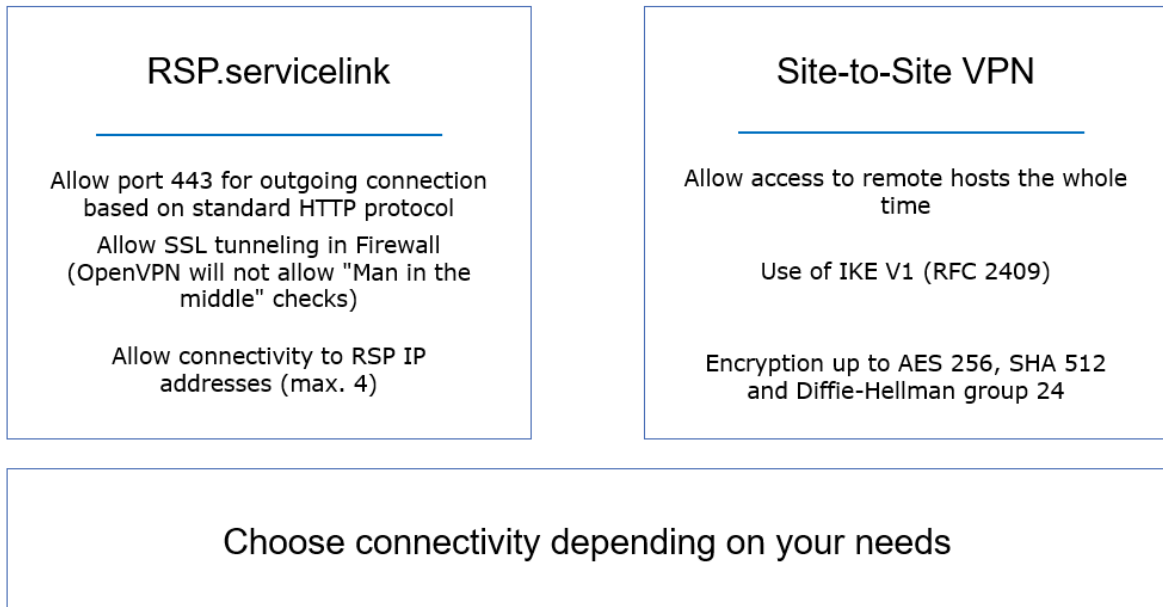 RSP.servicelink
Allow port 443 for outgoing connection
based on standard HTTP protocol
Allow SSL tunneling in Firewall
(OpenVPN will not allow "Man in the
middle" checks)
Allow connectivity to RSP IP
addresses (max. 4)
Site-to-Site VPN
Allow access to remote hosts the whole
time
Use of IKE V1 (RFC 2409)
Encryption up to AES 256, SHA 512
and Diffie-Hellman group 24
Choose connectivity depending on your needs